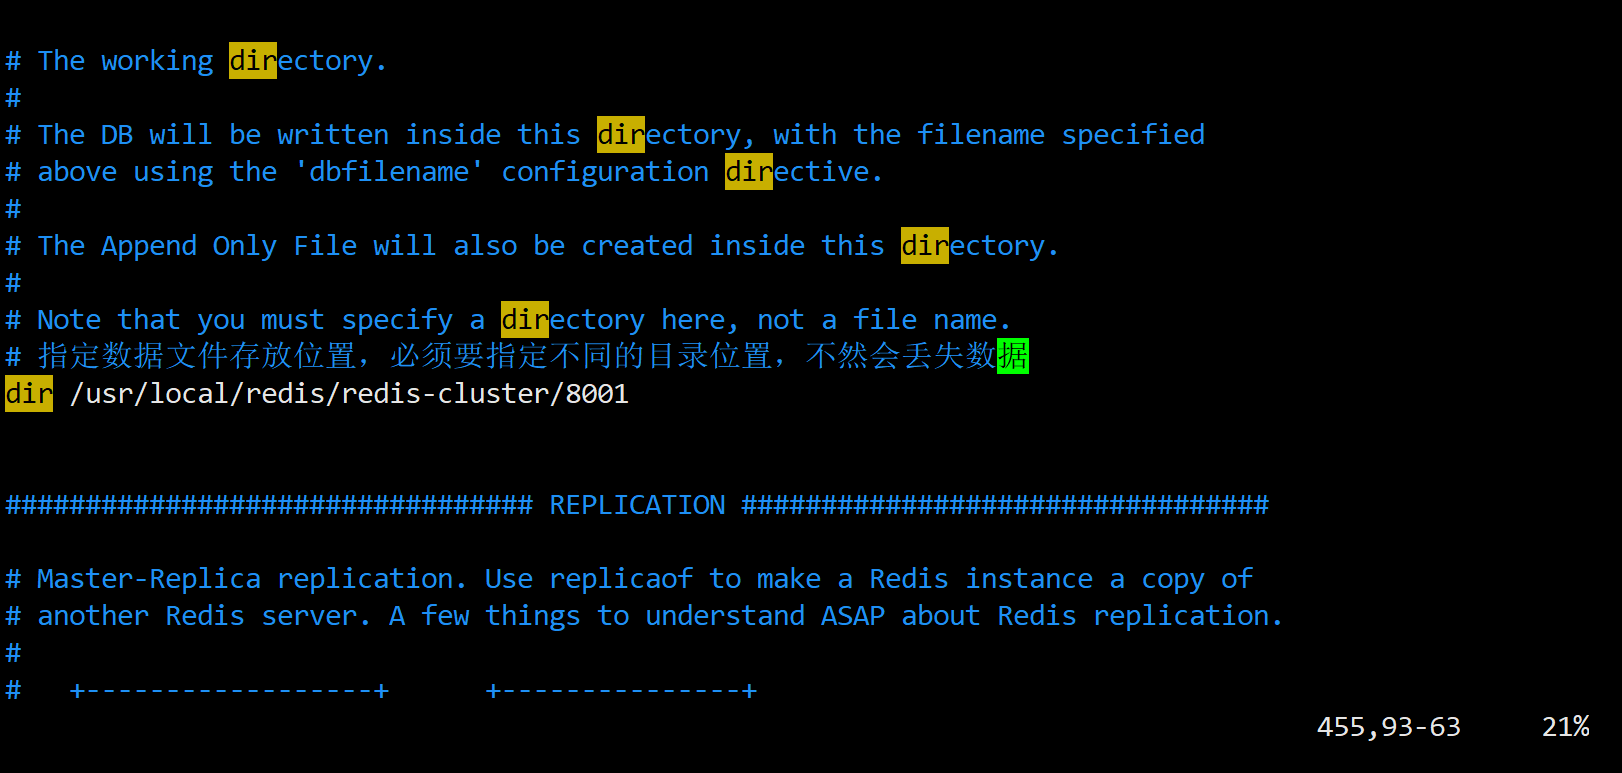 # The working directory.
#
# The DB will be written inside this directory, with the filename specified
# above using the 'dbfilename' configuration directive.
#
# The Append Only File will also be created inside this directory.
#
# Note that you must specify a directory here, not a file name.
# 指定数据文件存放位置，必须要指定不同的目录位置，不然会丢失数据
dir /usr/local/redis/redis-cluster/8001
################################# REPLICATION #################################
# Master-Replica replication. Use replicaof to make a Redis instance a copy of
# another Redis server. A few things to understand ASAP about Redis replication.
#
#   +------------------+      +---------------+
455,93-63     21%